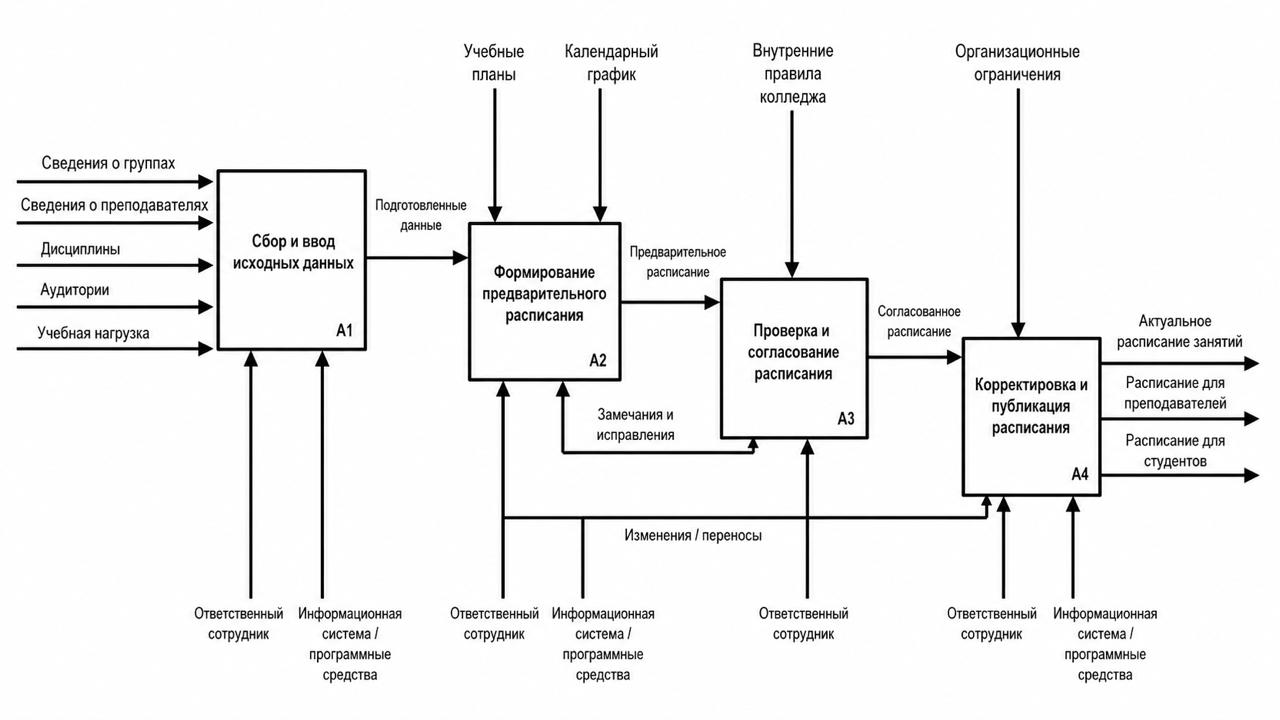 Учебные
планы
Календарный
график
Внутренние
правила
колледжа
Организационные
ограничения
Сведения о группах
Сведения о преподавателях
Дисциплины
Аудитории
Учебная нагрузка
Сбор и ввод
исходных данных
A1
Подготовленные
данные
Формирование
предварительного
расписания
A2
Предварительное
расписание
Проверка и
согласование
расписания
A3
Согласованное
расписание
Корректировка и
публикация
расписания
A4
Актуальное
расписание занятий
Расписание для
преподавателей
Расписание для
студентов
Замечания и
исправления
Изменения / переносы
Ответственный
сотрудник
Информационная
система /
программные
средства
Ответственный
сотрудник
Информационная
система /
программные
средства
Ответственный
сотрудник
Ответственный
сотрудник
Информационная
система /
программные
средства